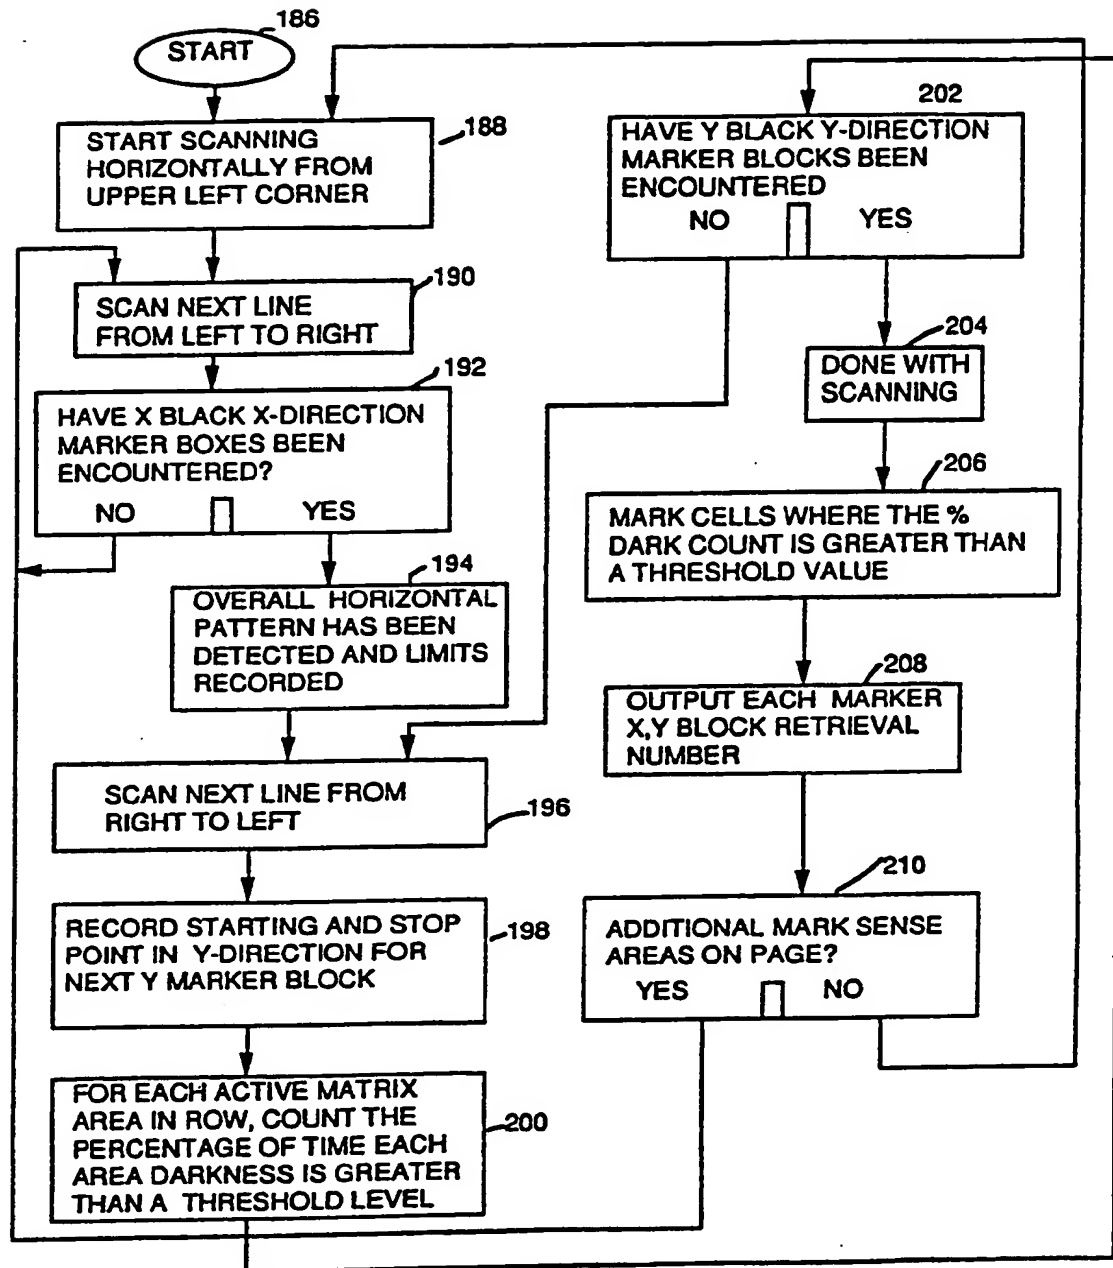 186
START
188
START SCANNING
HORIZONTALLY FROM
UPPER LEFT CORNER
190
SCAN NEXT LINE
FROM LEFT TO RIGHT
192
HAVE X BLACK X-DIRECTION
MARKER BOXES BEEN
ENCOUNTERED?
NO YES
194
OVERALL HORIZONTAL
PATTERN HAS BEEN
DETECTED AND LIMITS
RECORDED
SCAN NEXT LINE FROM
RIGHT TO LEFT
196
RECORD STARTING AND STOP
POINT IN Y-DIRECTION FOR
NEXT Y MARKER BLOCK
198
FOR EACH ACTIVE MATRIX
AREA IN ROW, COUNT THE
PERCENTAGE OF TIME EACH
AREA DARKNESS IS GREATER
THAN A THRESHOLD LEVEL
200
202
HAVE Y BLACK Y-DIRECTION
MARKER BLOCKS BEEN
ENCOUNTERED
NO YES
204
DONE WITH
SCANNING
206
MARK CELLS WHERE THE %
DARK COUNT IS GREATER THAN
A THRESHOLD VALUE
208
OUTPUT EACH MARKER
X,Y BLOCK RETRIEVAL
NUMBER
210
ADDITIONAL MARK SENSE
AREAS ON PAGE?
YES NO